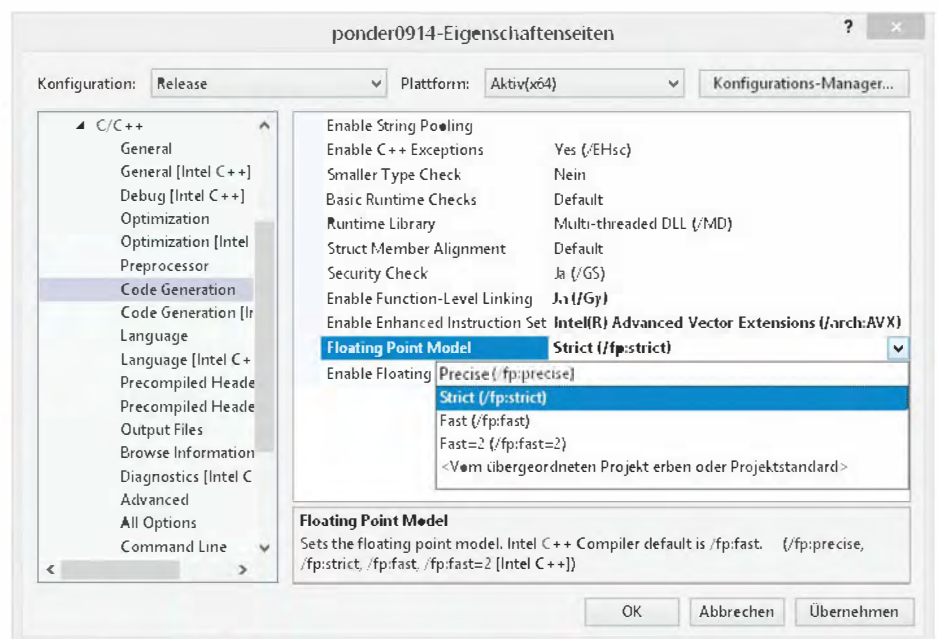 ponder0914-Eigenschaftenseiten
?
Konfiguration: Release Plattform: Aktiv(x64) Konfigurations-Manager...
C/C++
General
General [Intel C++]
Debug [Intel C++]
Optimization
Optimization [Intel
Preprocessor
Code Generation
Code Generation [Ir
Language
Language [Intel C+
Precompiled Heade
Precompiled Heade
Output Files
Browse Information
Diagnostics [Intel C
Advanced
All Options
Command Line
Enable String Pooling
Enable C++ Exceptions Yes (/EHsc)
Smaller Type Check Nein
Basic Runtime Checks Default
Runtime Library Multi-threaded DLL (/MD)
Struct Member Alignment Default
Security Check Ja (/GS)
Enable Function-Level Linking Ja (/Gy)
Enable Enhanced Instruction Set Intel(R) Advanced Vector Extensions (/arch:AVX)
Floating Point Model Strict (/fp:strict)
Enable Floating
Precise (/fp:precise)
Strict (/fp:strict)
Fast (/fp:fast)
Fast=2 (/fp:fast=2)
<Vom übergeordneten Projekt erben oder Projektstandard>
Floating Point Model
Sets the floating point model. Intel C++ Compiler default is /fp:fast. (/fp:precise,
/fp:strict, /fp:fast, /fp:fast=2 [Intel C++])
OK Abbrechen Übernehmen